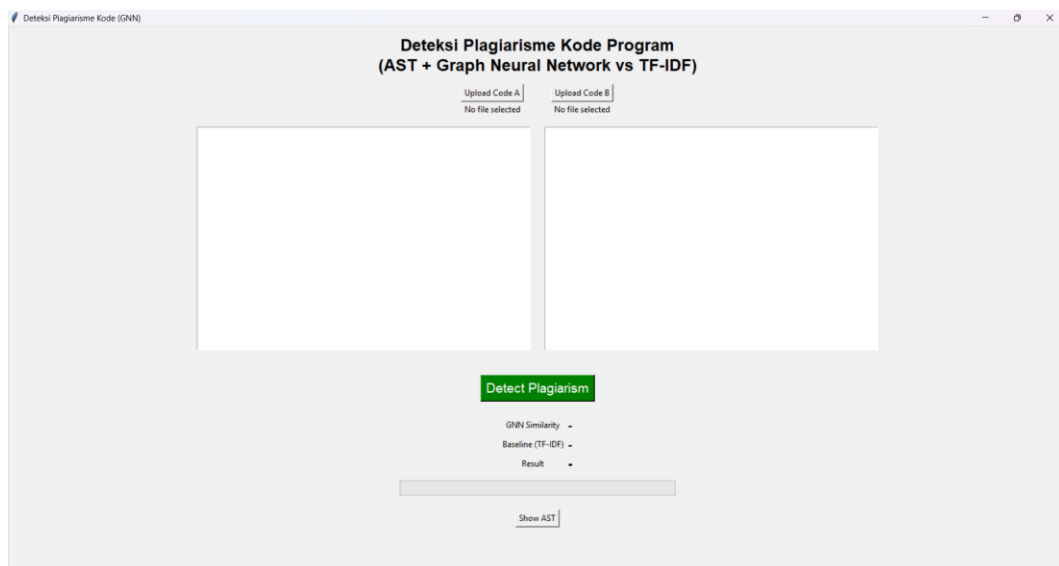 Deteksi Plagiarisme Kode (GNN)
Deteksi Plagiarisme Kode Program
(AST + Graph Neural Network vs TF-IDF)
Upload Code A
Upload Code B
No file selected
No file selected
Detect Plagiarism
GNN Similarity -
Baseline (TF-IDF) -
Result -
Show AST